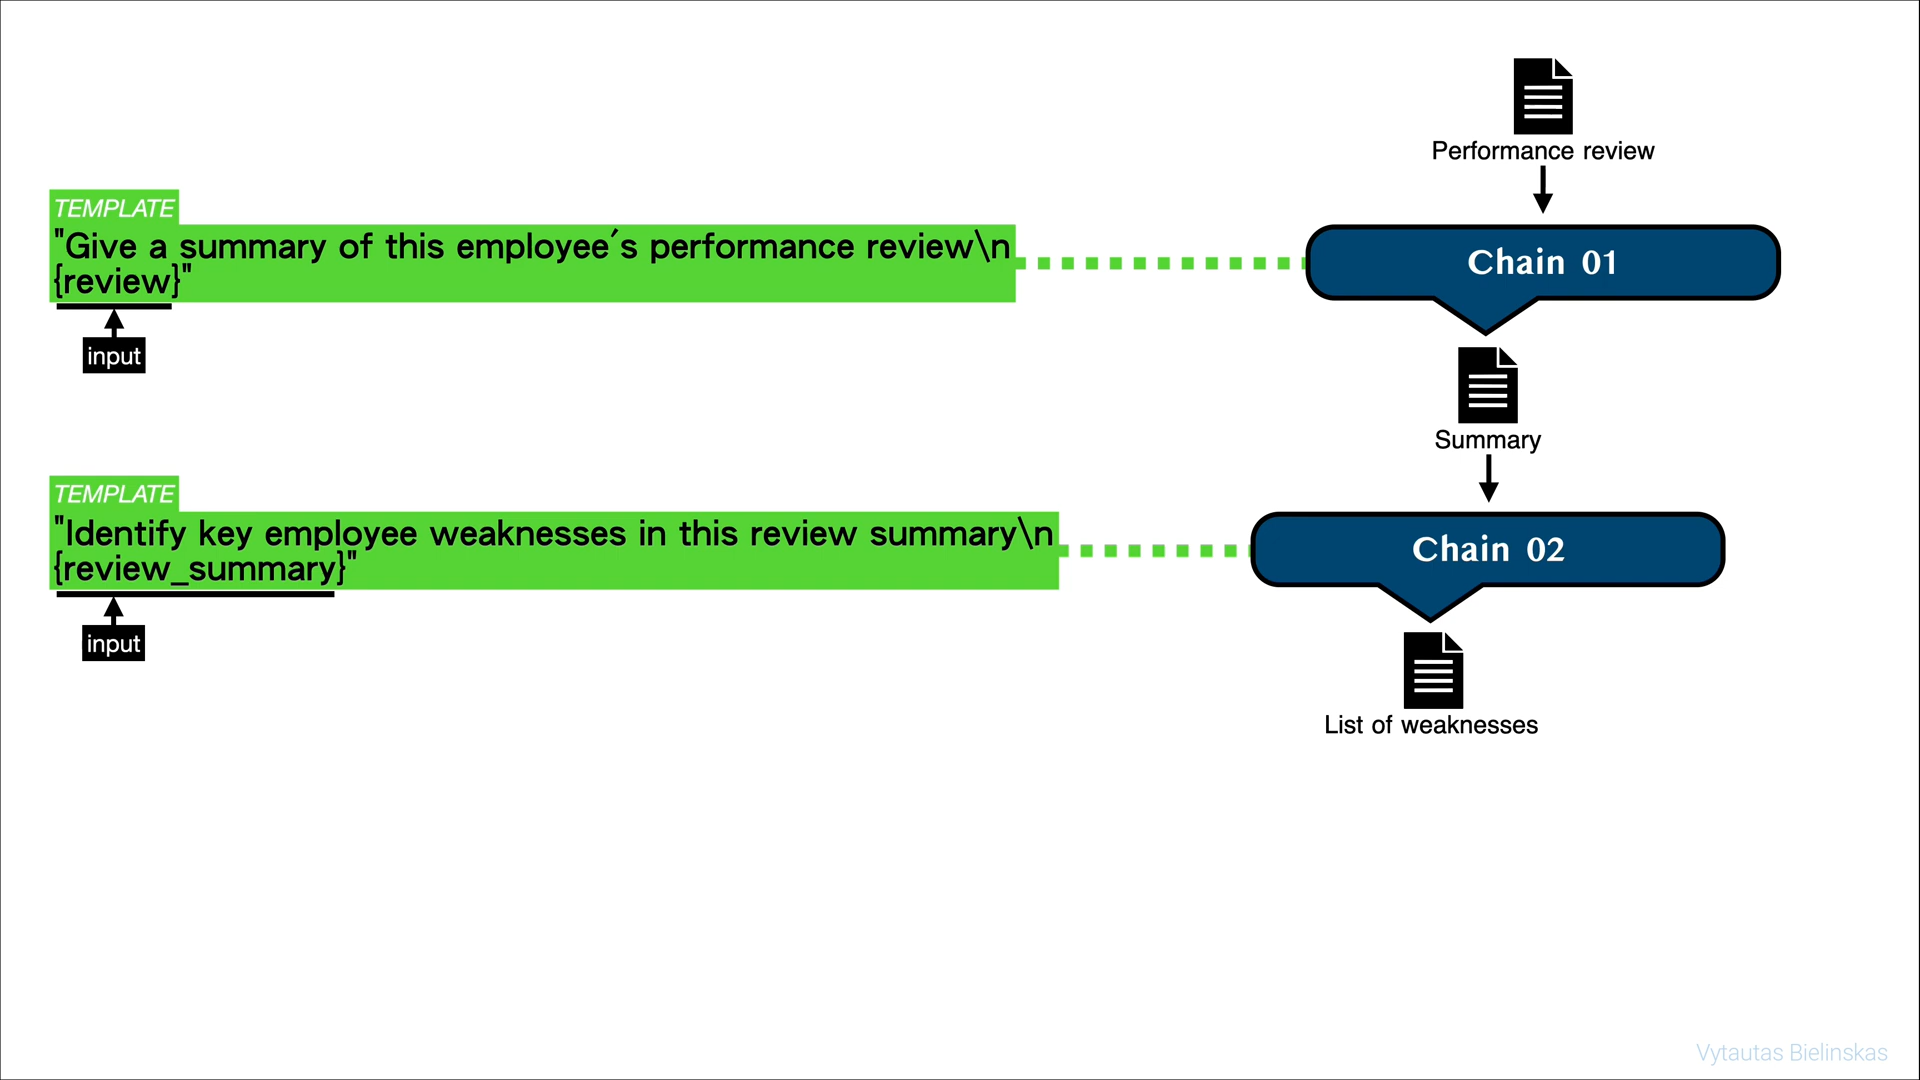 Performance review
TEMPLATE
"Give a summary of this employee's performance review\n
{review}"
input
Chain 01
Summary
TEMPLATE
"Identify key employee weaknesses in this review summary\n
{review_summary}"
input
Chain 02
List of weaknesses
Vytautas Bielinskas